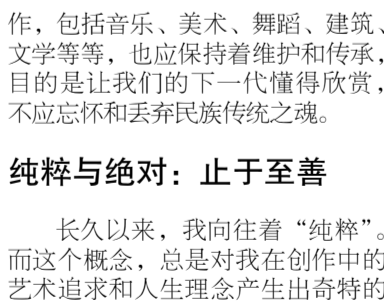 作，包括音乐、美术、舞蹈、建筑、
文学等等，也应保持着维护和传承，
目的是让我们的下一代懂得欣赏，
不应忘怀和丢弃民族传统之魂。
纯粹与绝对：止于至善
长久以来，我向往着“纯粹”。
而这个概念，总是对我在创作中的
艺术追求和人生理念产生出奇特的